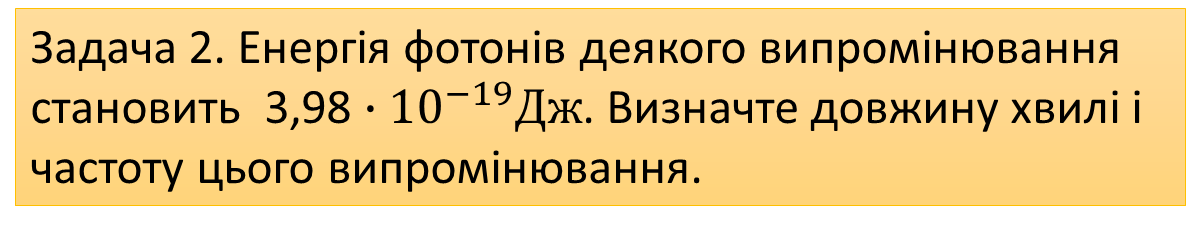 Задача 2. Енергія фотонів деякого випромінювання
становить 3,98 · 10⁻¹⁹Дж. Визначте довжину хвилі і
частоту цього випромінювання.